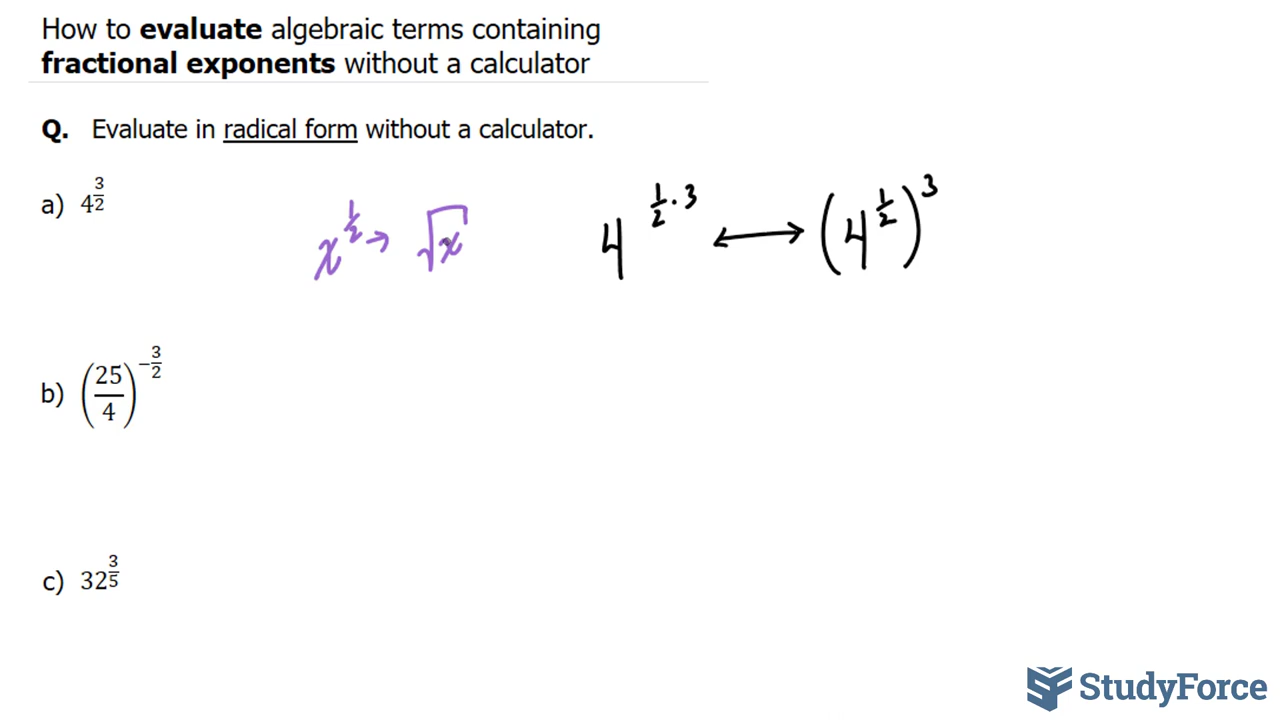 How to evaluate algebraic terms containing
fractional exponents without a calculator
Q. Evaluate in radical form without a calculator.
a) 4^(3/2)
x^(1/2) → √x
4^(1/2 · 3) ⟷ (4^(1/2))^3
b) (25/4)^(-3/2)
c) 32^(3/5)
StudyForce